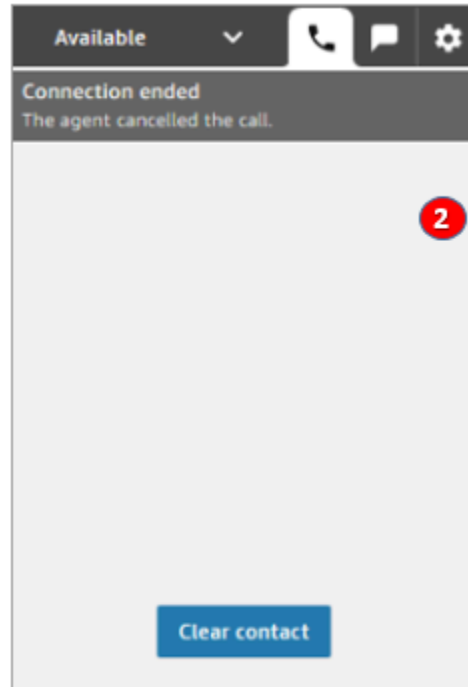 Available
Connection ended
The agent cancelled the call.
2
Clear contact